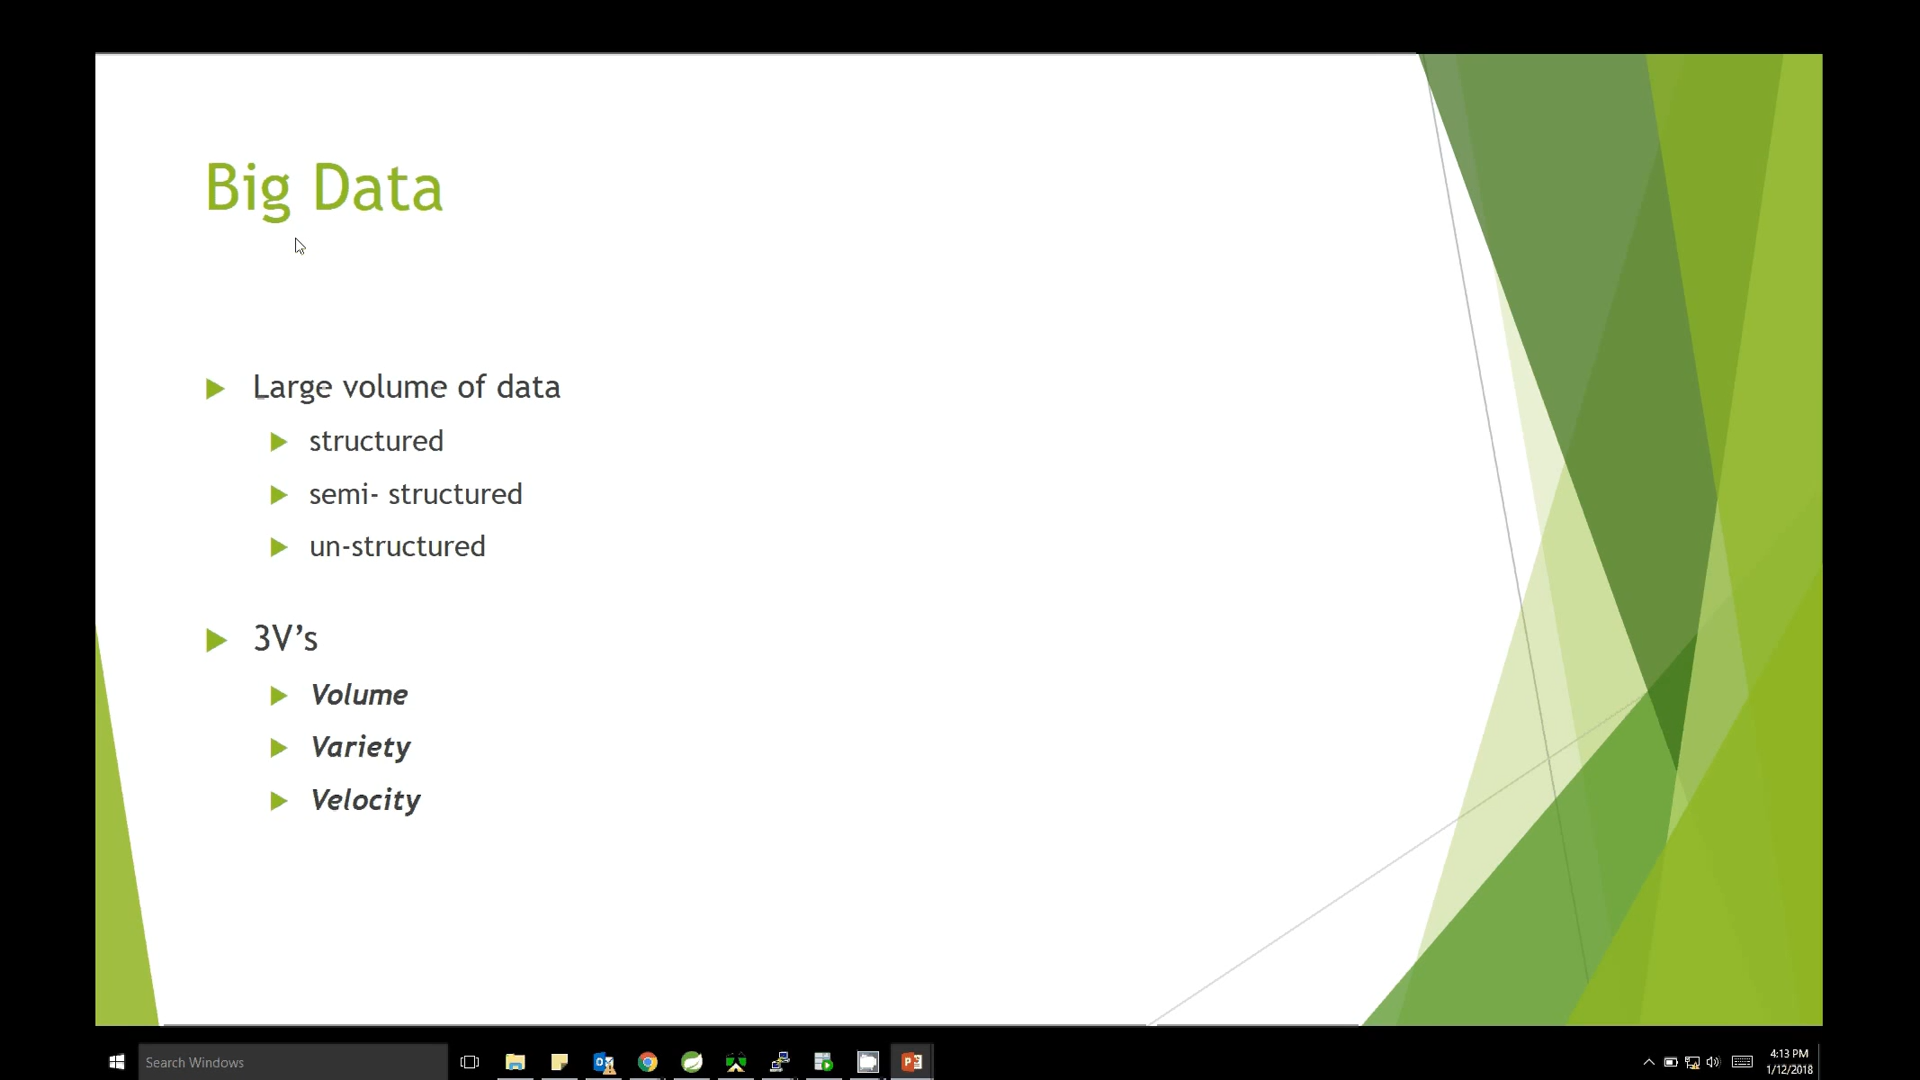 Big Data
Large volume of data
structured
semi- structured
un-structured
3V’s
Volume
Variety
Velocity
Search Windows
4:13 PM
1/12/2018